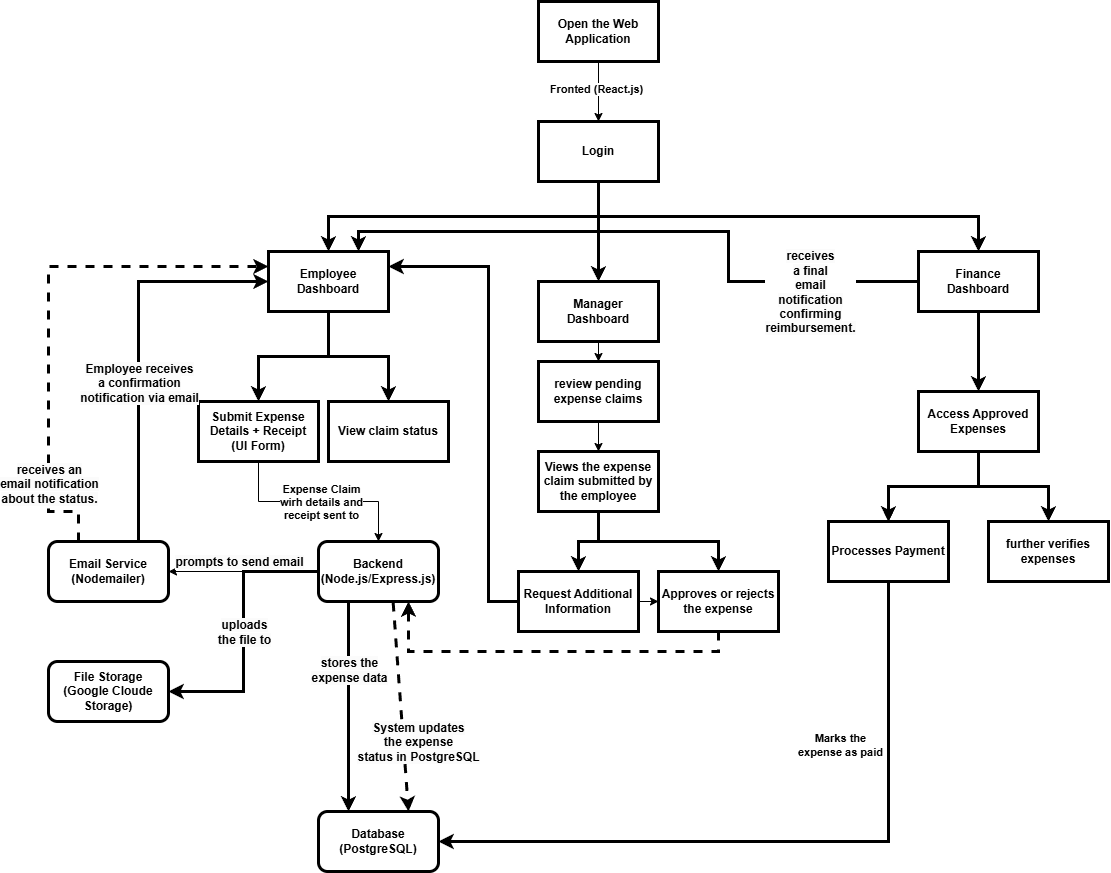 Open the Web
Application
Fronted (React.js)
Login
Employee
Dashboard
Manager
Dashboard
receives
a final
email
notification
confirming
reimbursement.
Finance
Dashboard
Employee receives
a confirmation
notification via email
Submit Expense
Details + Receipt
(UI Form)
View claim status
review pending
expense claims
Access Approved
Expenses
receives an
email notification
about the status.
Expense Claim
wirh details and
receipt sent to
Views the expense
claim submitted by
the employee
Email Service
(Nodemailer)
prompts to send email
Backend
(Node.js/Express.js)
Request Additional
Information
Approves or rejects
the expense
Processes Payment
further verifies
expenses
uploads
the file to
File Storage
(Google Cloude
Storage)
stores the
expense data
System updates
the expense
status in PostgreSQL
Marks the
expense as paid
Database
(PostgreSQL)